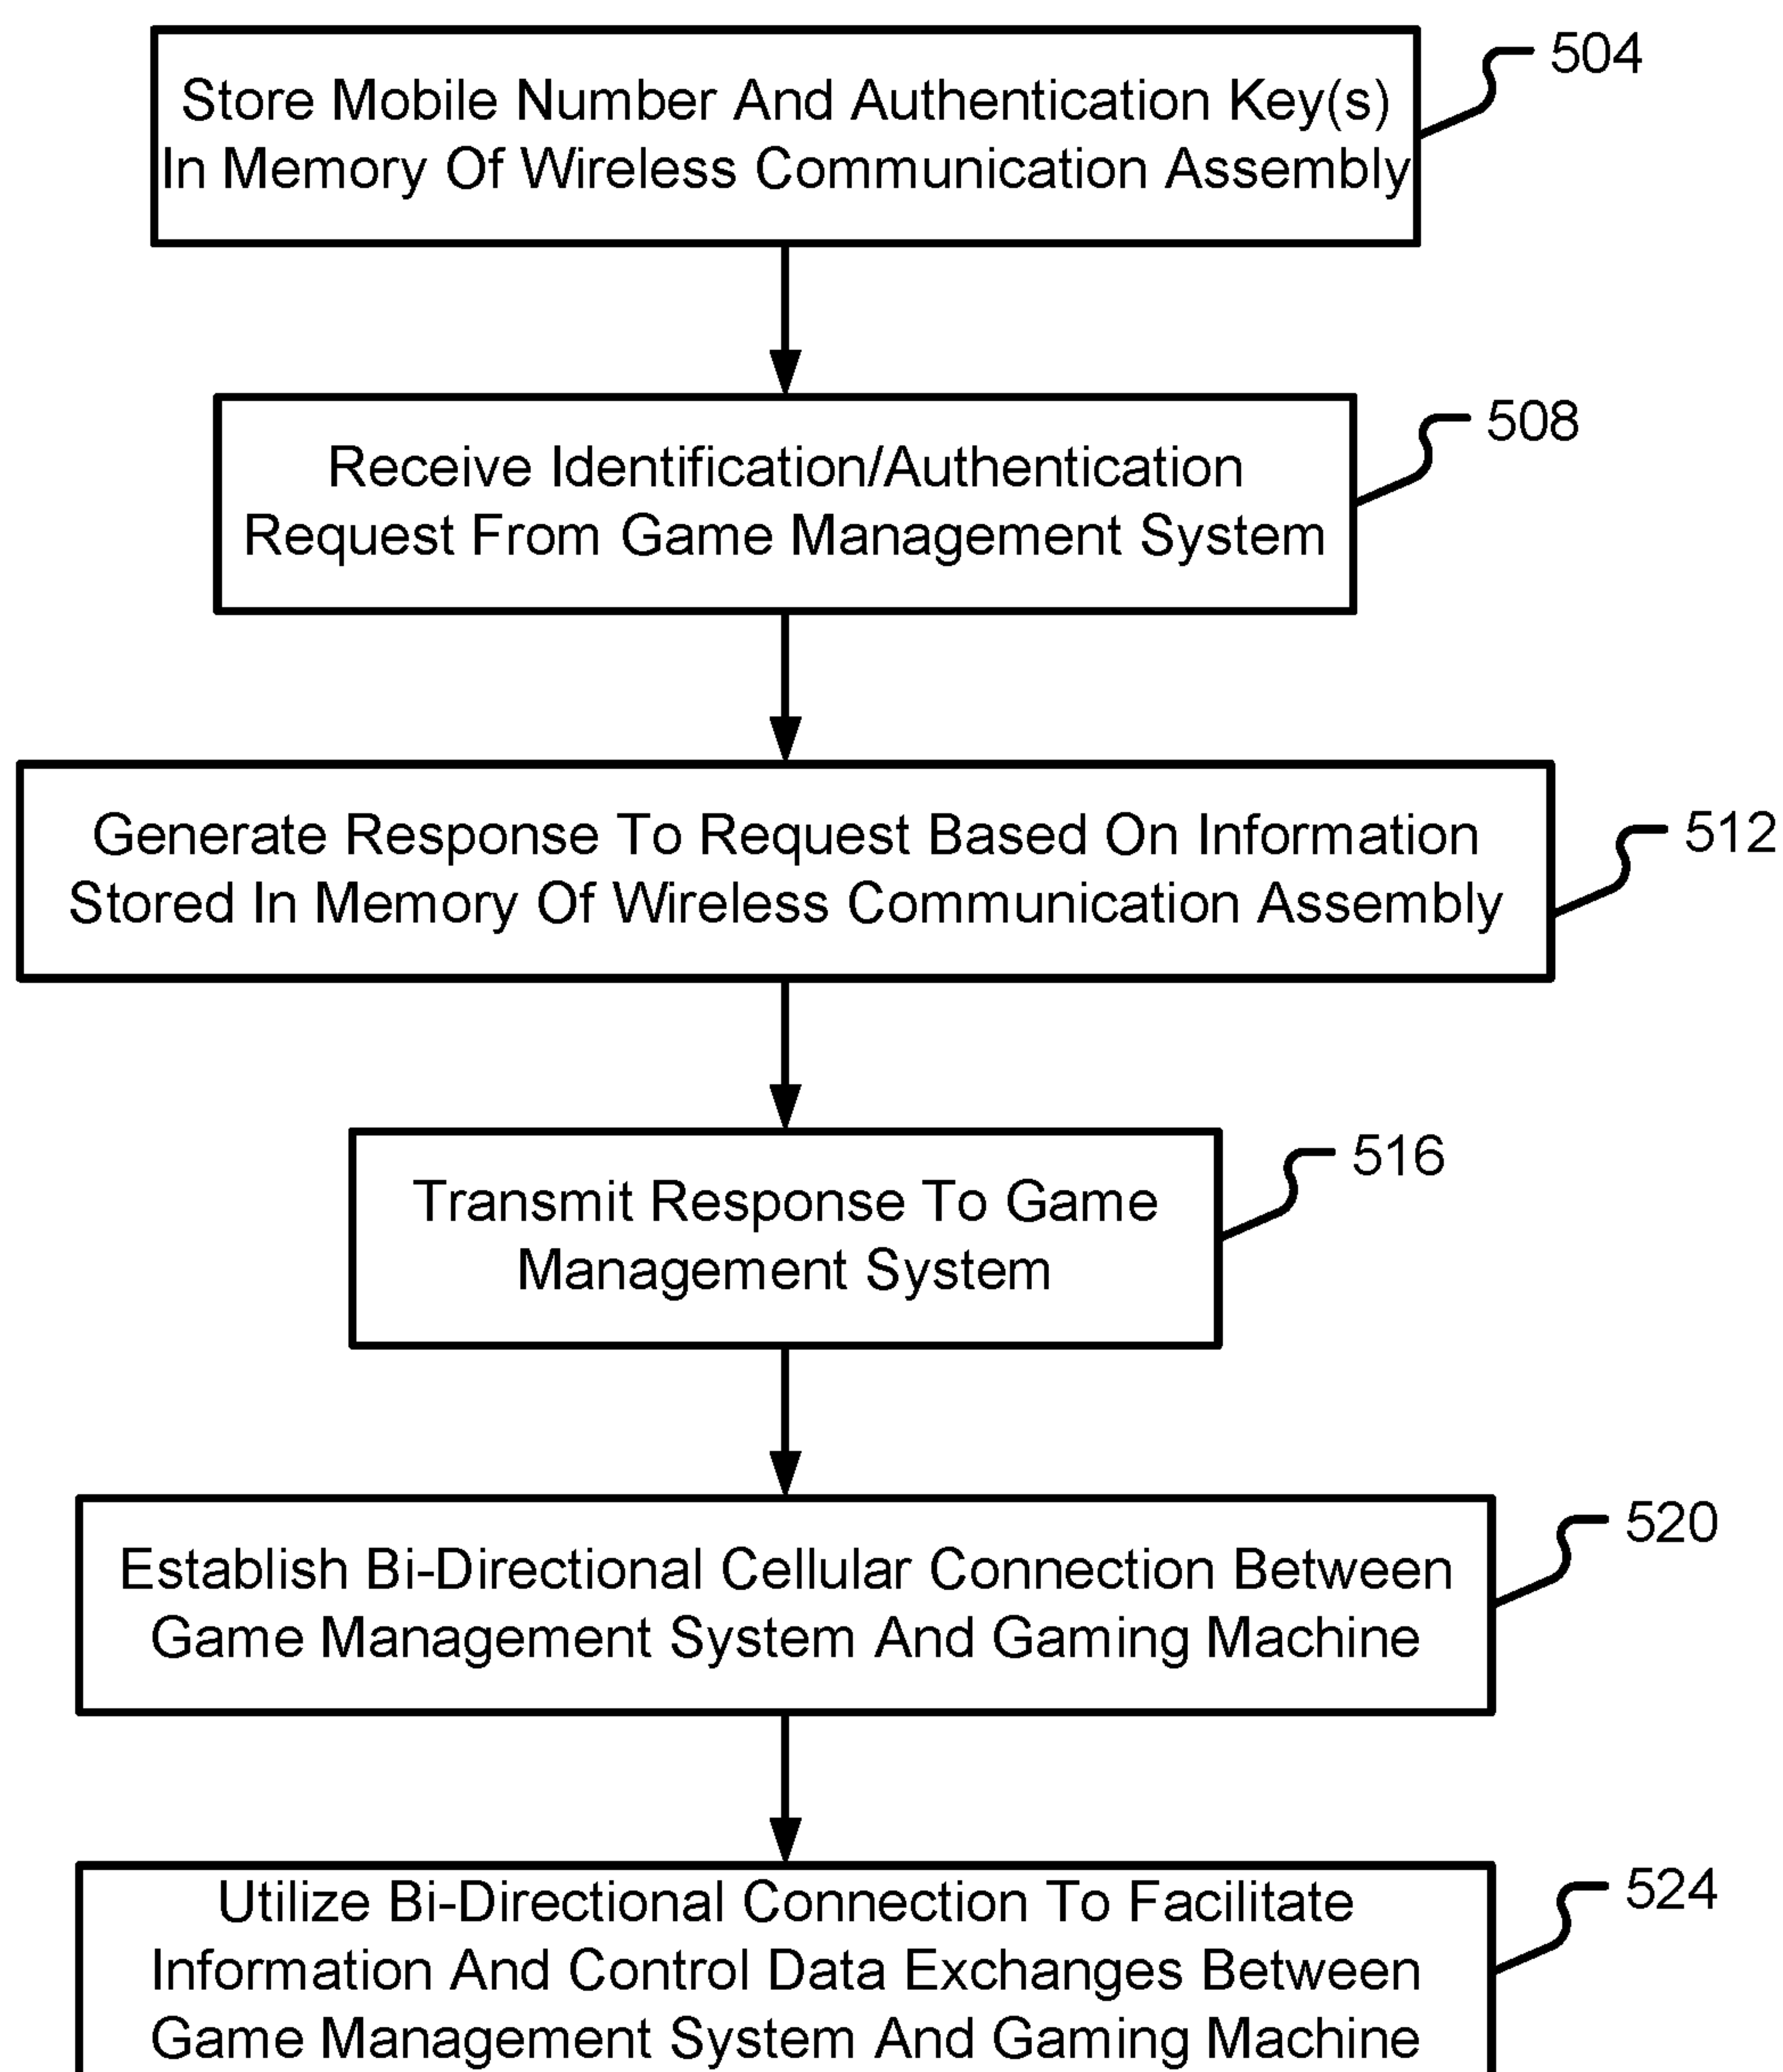 Store Mobile Number And Authentication Key(s)
In Memory Of Wireless Communication Assembly
504
Receive Identification/Authentication
Request From Game Management System
508
Generate Response To Request Based On Information
Stored In Memory Of Wireless Communication Assembly
512
Transmit Response To Game
Management System
516
Establish Bi-Directional Cellular Connection Between
Game Management System And Gaming Machine
520
Utilize Bi-Directional Connection To Facilitate
Information And Control Data Exchanges Between
Game Management System And Gaming Machine
524